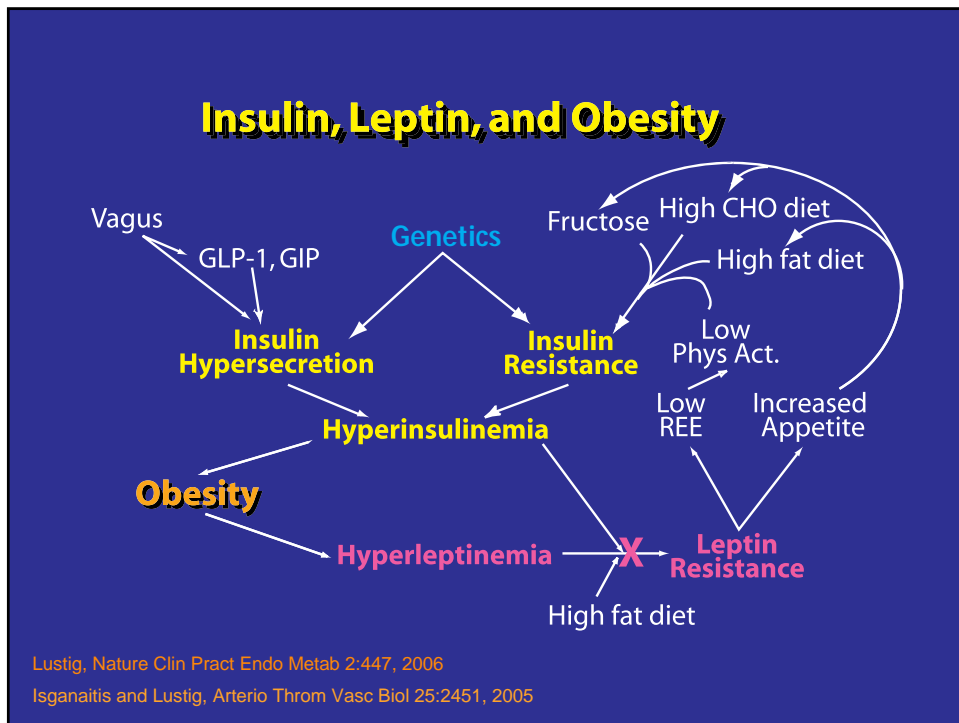 Insulin, Leptin, and Obesity
Vagus
GLP-1, GIP
Genetics
Fructose
High CHO diet
High fat diet
Insulin
Hypersecretion
Insulin
Resistance
Low
Phys Act.
Low
REE
Increased
Appetite
Hyperinsulinemia
Obesity
Hyperleptinemia
X
Leptin
Resistance
High fat diet
Lustig, Nature Clin Pract Endo Metab 2:447, 2006
Isganaitis and Lustig, Arterio Throm Vasc Biol 25:2451, 2005